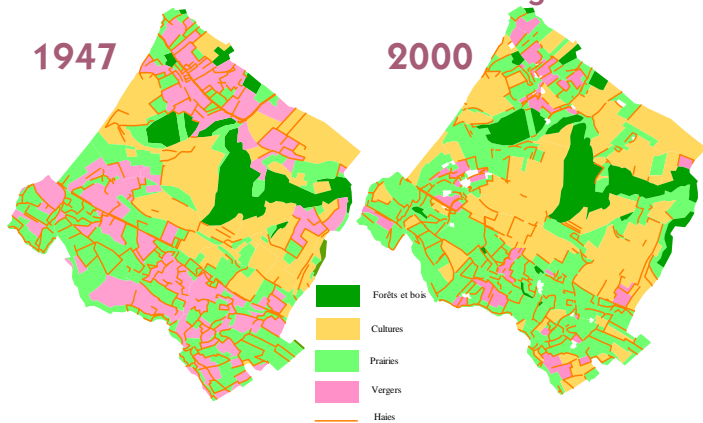 1947
2000
Forêts et bois
Cultures
Prairies
Vergers
Haies